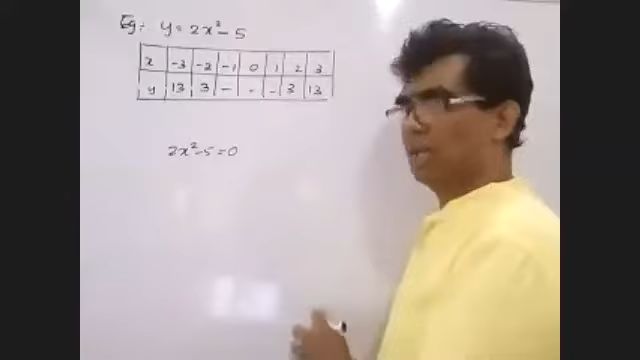 Eg:- y = 2x² - 5
x | -3 | -2 | -1 | 0 | 1 | 2 | 3
y | 13 | 3 | - | - | - | 3 | 13
2x² - 5 = 0